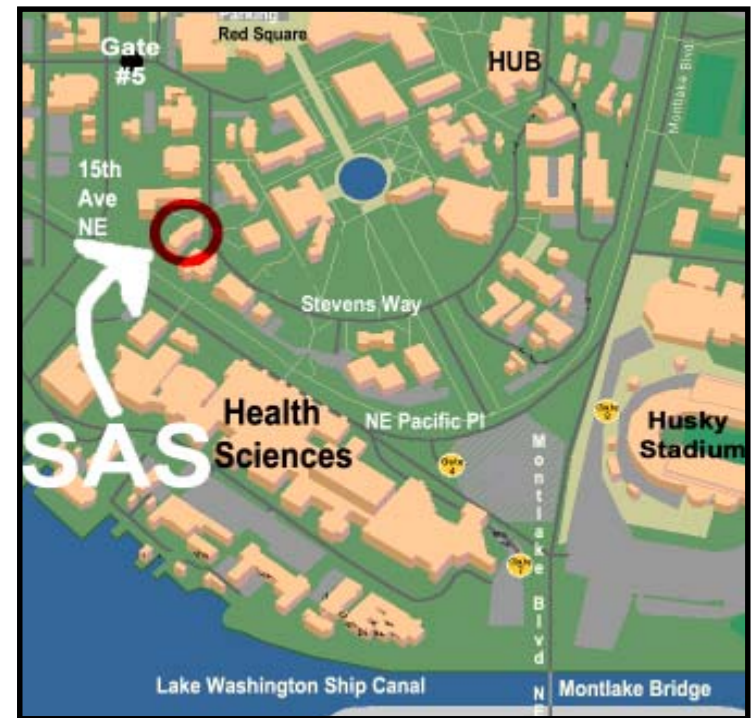 Parking
Red Square
Gate
#5
HUB
Montlake Blvd
15th
Ave
NE
Stevens Way
Health
Sciences
NE Pacific Pl
SAS
Husky
Stadium
Montlake Blvd NE
Lake Washington Ship Canal
Montlake Bridge